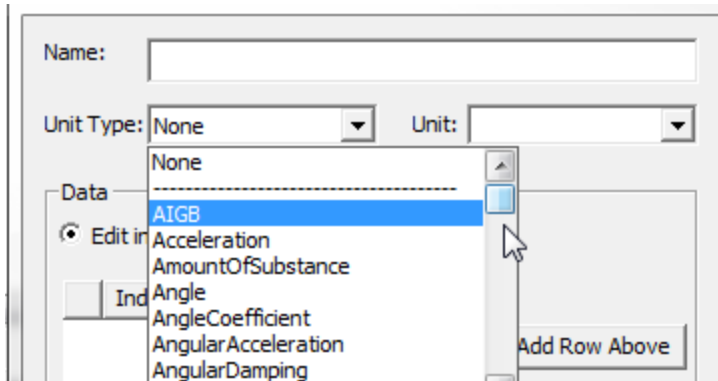 Name:
Unit Type: None Unit:
None
--------------------------------------
Data
AIGB
Edit in
Acceleration
AmountOfSubstance
Ind
Angle
AngleCoefficient
AngularAcceleration
Add Row Above
AngularDamping